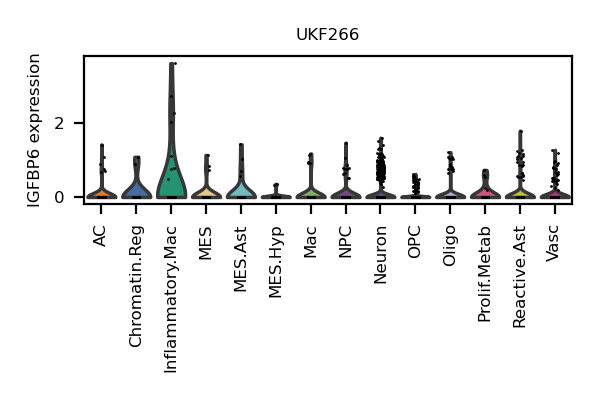 UKF266
IGFBP6 expression
2
0
AC
Chromatin.Reg
Inflammatory.Mac
MES
MES.Ast
MES.Hyp
Mac
NPC
Neuron
OPC
Oligo
Prolif.Metab
Reactive.Ast
Vasc